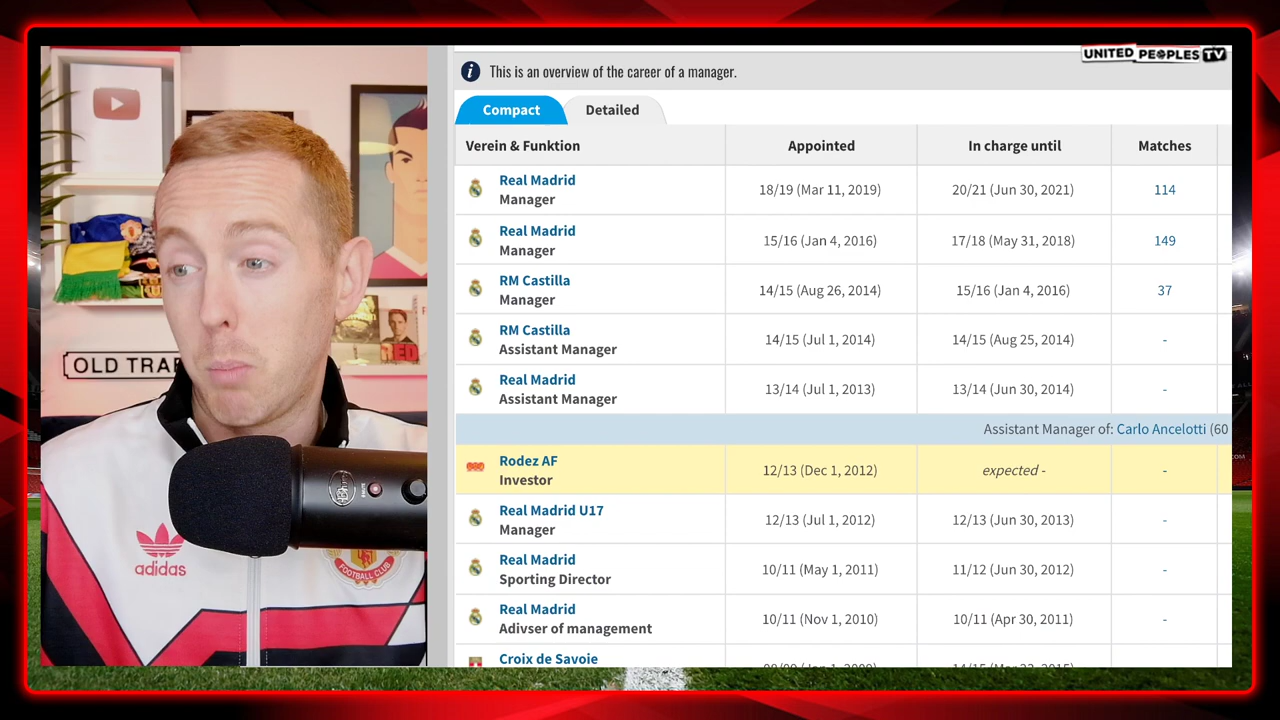 UNITED PEOPLES TV
This is an overview of the career of a manager.
Compact
Detailed
Verein & Funktion
Appointed
In charge until
Matches
Real Madrid
Manager
18/19 (Mar 11, 2019)
20/21 (Jun 30, 2021)
114
Real Madrid
Manager
15/16 (Jan 4, 2016)
17/18 (May 31, 2018)
149
RM Castilla
Manager
14/15 (Aug 26, 2014)
15/16 (Jan 4, 2016)
37
RM Castilla
Assistant Manager
14/15 (Jul 1, 2014)
14/15 (Aug 25, 2014)
-
Real Madrid
Assistant Manager
13/14 (Jul 1, 2013)
13/14 (Jun 30, 2014)
-
Assistant Manager of: Carlo Ancelotti (60
Rodez AF
Investor
12/13 (Dec 1, 2012)
expected -
-
Real Madrid U17
Manager
12/13 (Jul 1, 2012)
12/13 (Jun 30, 2013)
-
Real Madrid
Sporting Director
10/11 (May 1, 2011)
11/12 (Jun 30, 2012)
-
Real Madrid
Adivser of management
10/11 (Nov 1, 2010)
10/11 (Apr 30, 2011)
-
Croix de Savoie
OLD TRA
RED
adidas
FOOTBALL CLUB